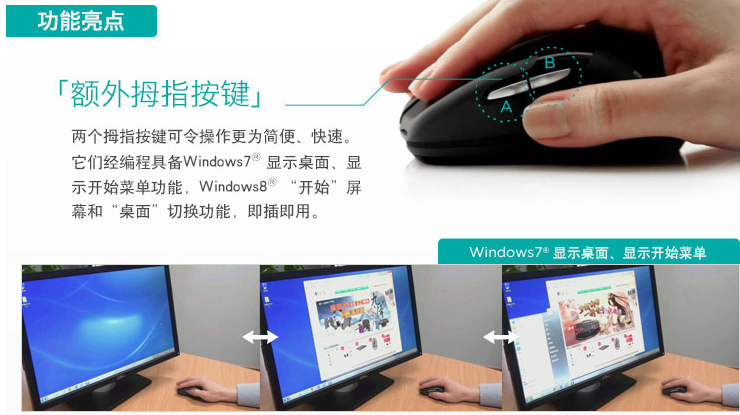 功能亮点
B
A
「额外拇指按键」
两个拇指按键可令操作更为简便、快速。
它们经编程具备Windows7® 显示桌面、显
示开始菜单功能，Windows8® “开始”屏
幕和“桌面”切换功能，即插即用。
Windows7® 显示桌面、显示开始菜单